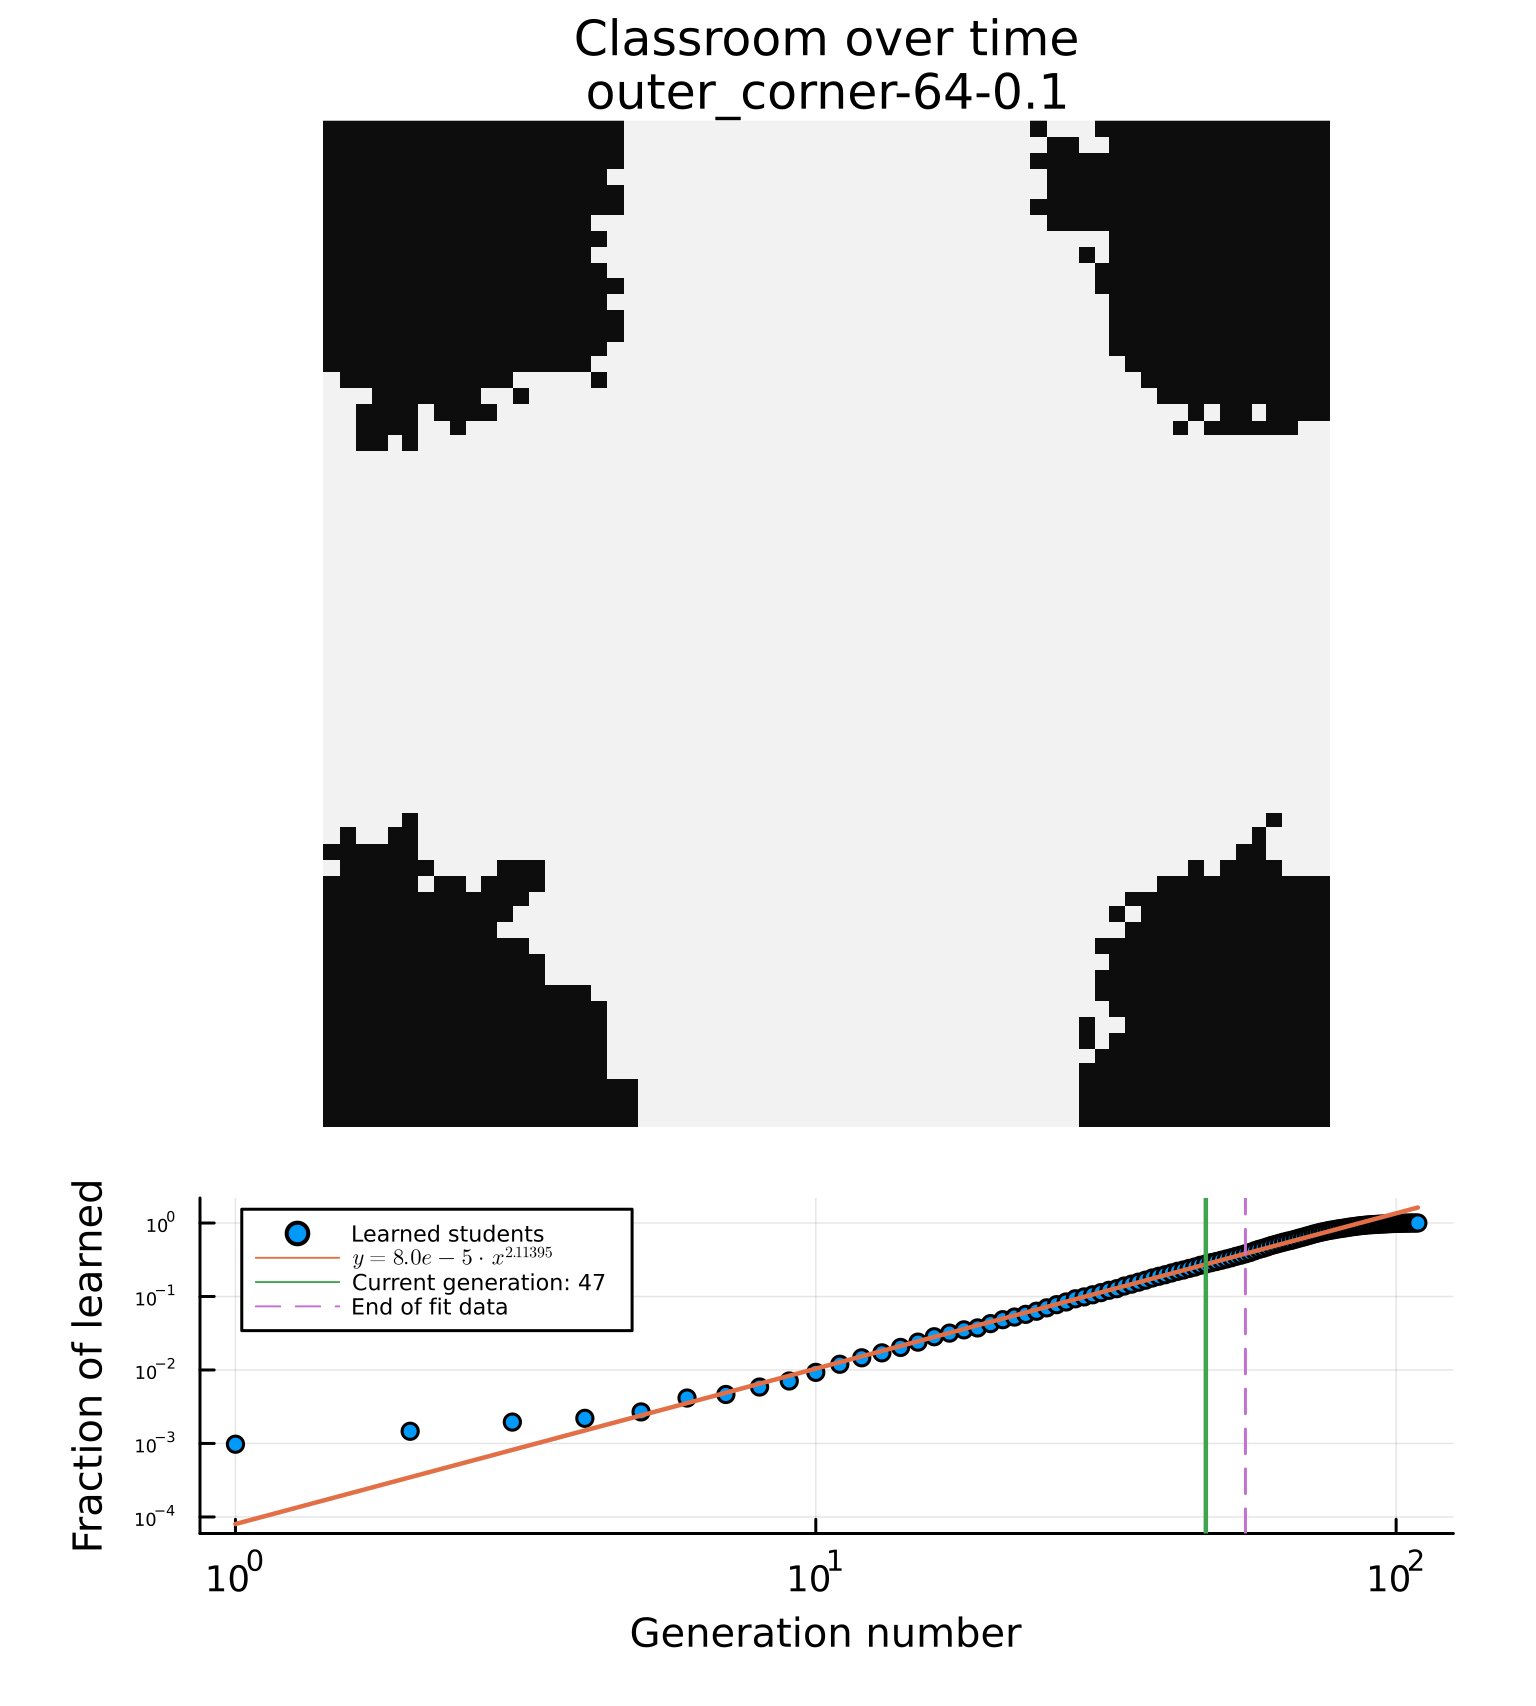 Classroom over time
outer_corner-64-0.1
Fraction of learned
10^0
10^-1
10^-2
10^-3
10^-4
Learned students
y = 8.0e − 5 · x^2.11395
Current generation: 47
End of fit data
10^0 10^1 10^2
Generation number